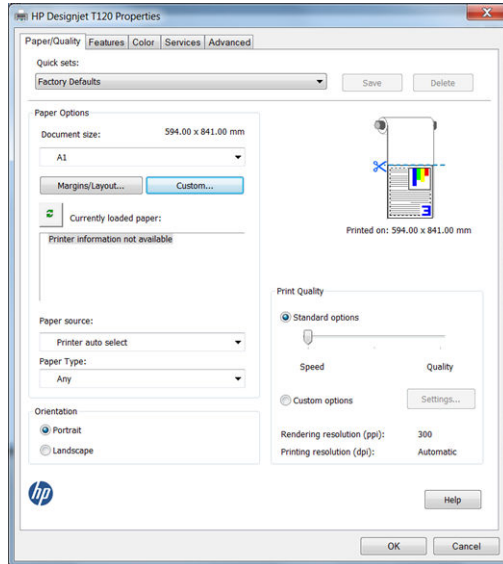 HP Designjet T120 Properties
Paper/Quality Features Color Services Advanced
Quick sets:
Factory Defaults
Save Delete
Paper Options
Document size: 594.00 x 841.00 mm
A1
Margins/Layout... Custom...
Currently loaded paper:
Printer information not available
Paper source:
Printer auto select
Paper Type:
Any
Orientation
Portrait
Landscape
3
Printed on: 594.00 x 841.00 mm
Print Quality
Standard options
Speed Quality
Custom options Settings...
Rendering resolution (ppi): 300
Printing resolution (dpi): Automatic
hp
Help
OK Cancel